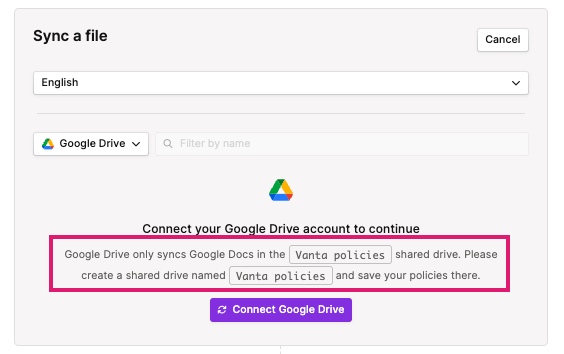 Sync a file
Cancel
English
Google Drive
Filter by name
Connect your Google Drive account to continue
Google Drive only syncs Google Docs in the Vanta policies shared drive. Please
create a shared drive named Vanta policies and save your policies there.
Connect Google Drive